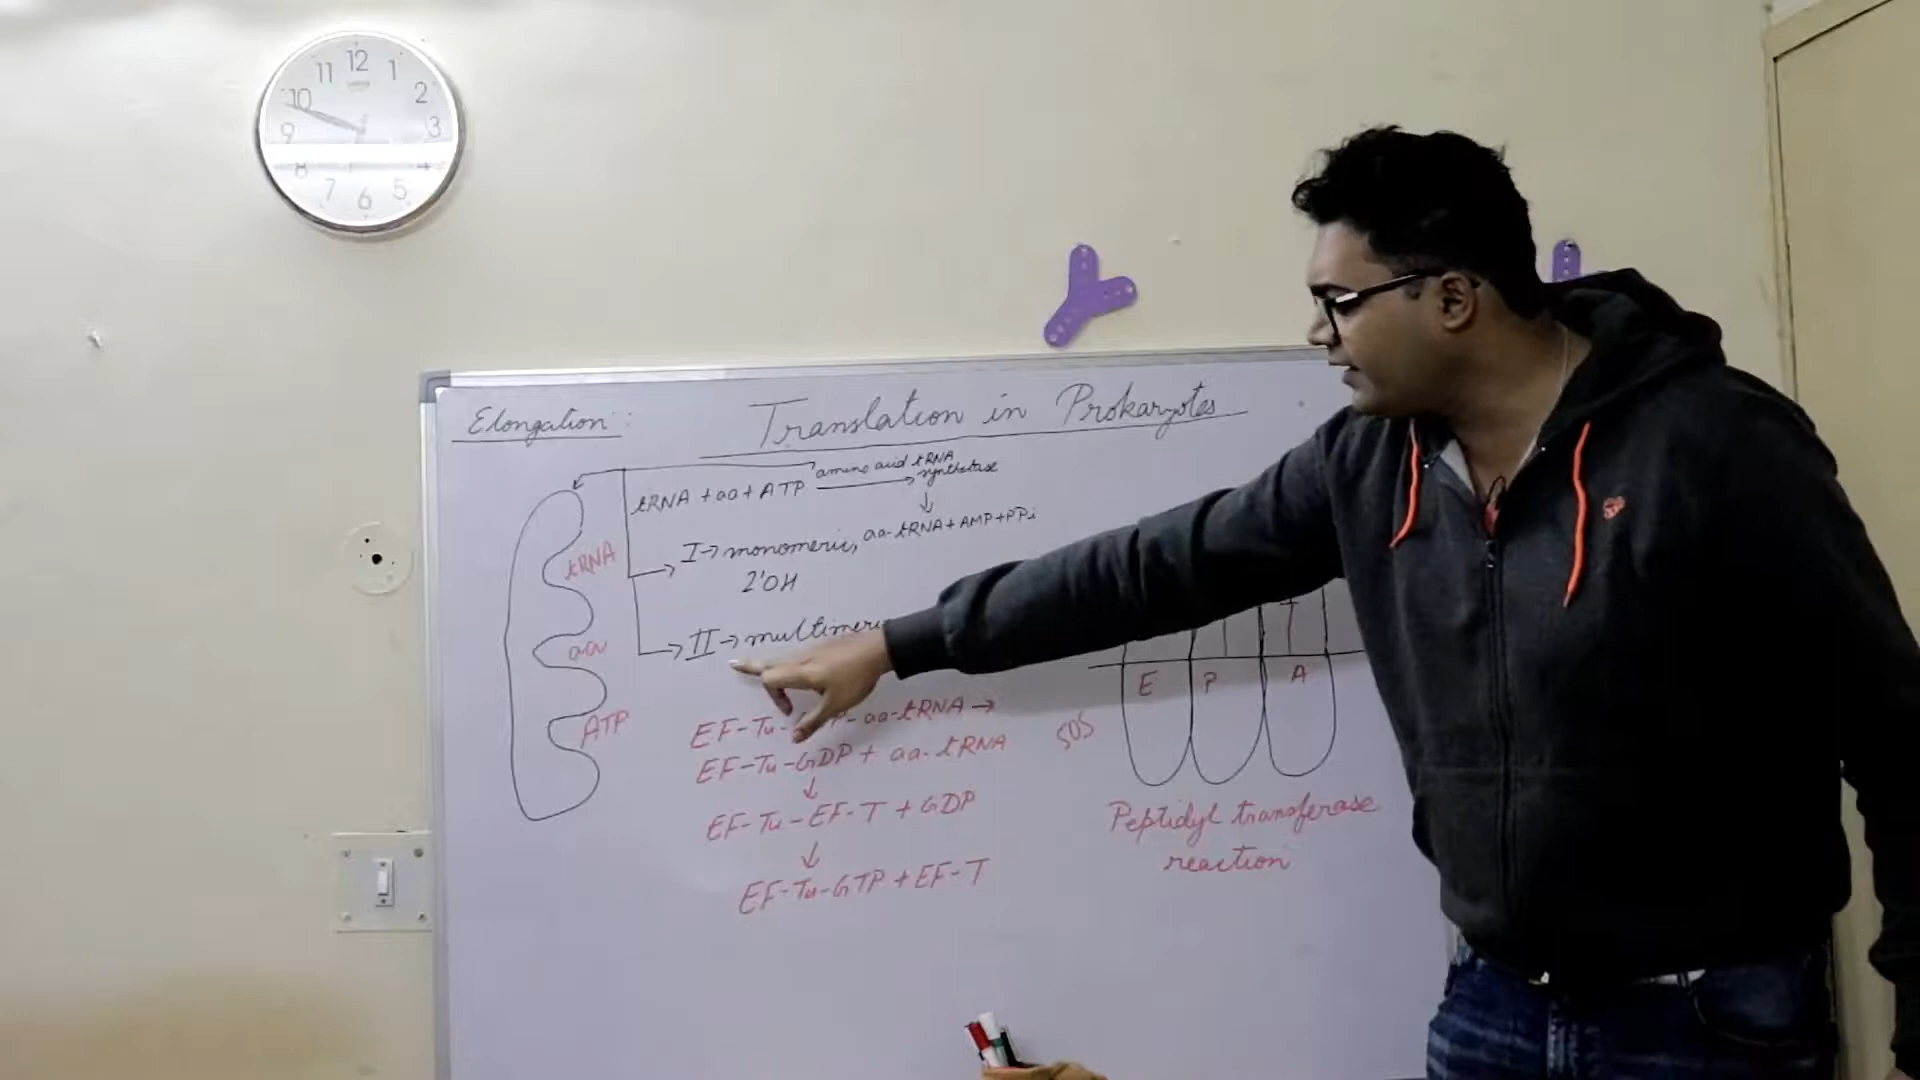 12
11
1
10
2
9
3
8
4
7
5
6
Elongation:
Translation in Prokaryotes
amino acid tRNA
synthetase
tRNA + aa + ATP
aa-tRNA + AMP + PPi
I → monomeric,
2'OH
II → multimeric
tRNA
aa
ATP
EF-Tu- -aa-tRNA →
EF-Tu-GDP + aa-tRNA
↓
EF-Tu-EF-T + GDP
↓
EF-Tu-GTP + EF-T
E P A
50S
Peptidyl transferase
reaction